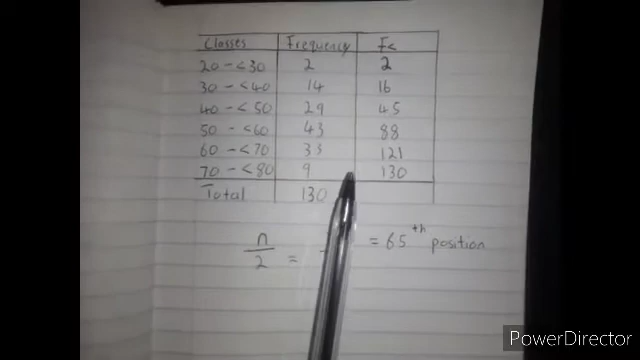 Classes Frequency F<
20 - <30 2 2
30 - <40 14 16
40 - <50 29 45
50 - <60 43 88
60 - <70 33 121
70 - <80 9 130
Total 130
n/2 = = 65th position
PowerDirector